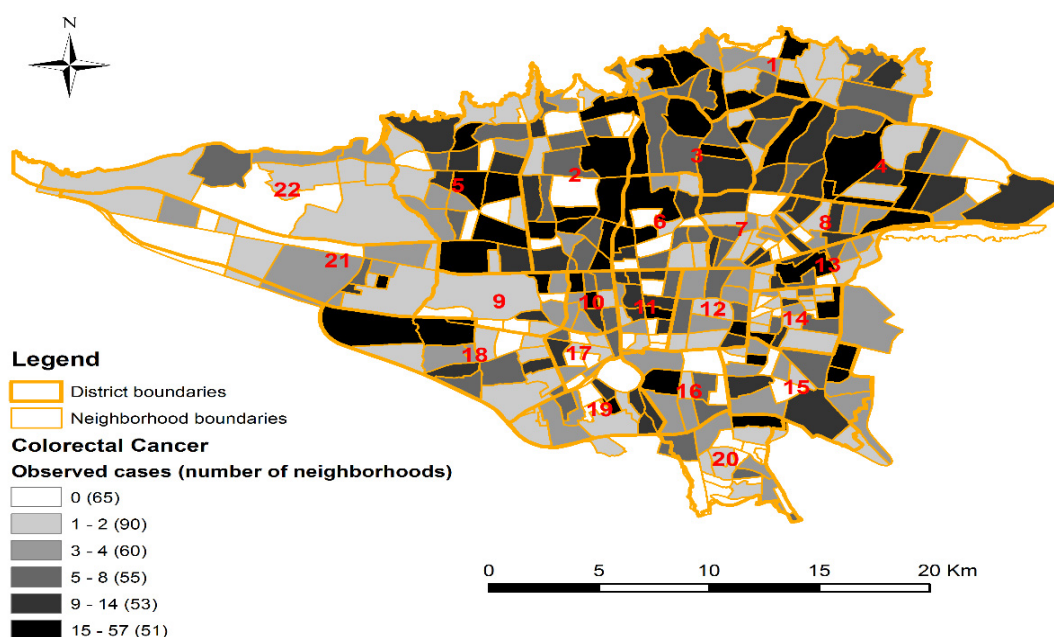 N
1
3
4
5
2
22
6
7
8
21
13
9
10
11
12
14
18
17
15
16
19
20
Legend
District boundaries
Neighborhood boundaries
Colorectal Cancer
Observed cases (number of neighborhoods)
0 (65)
1 - 2 (90)
3 - 4 (60)
5 - 8 (55)
9 - 14 (53)
15 - 57 (51)
0 5 10 15 20 Km